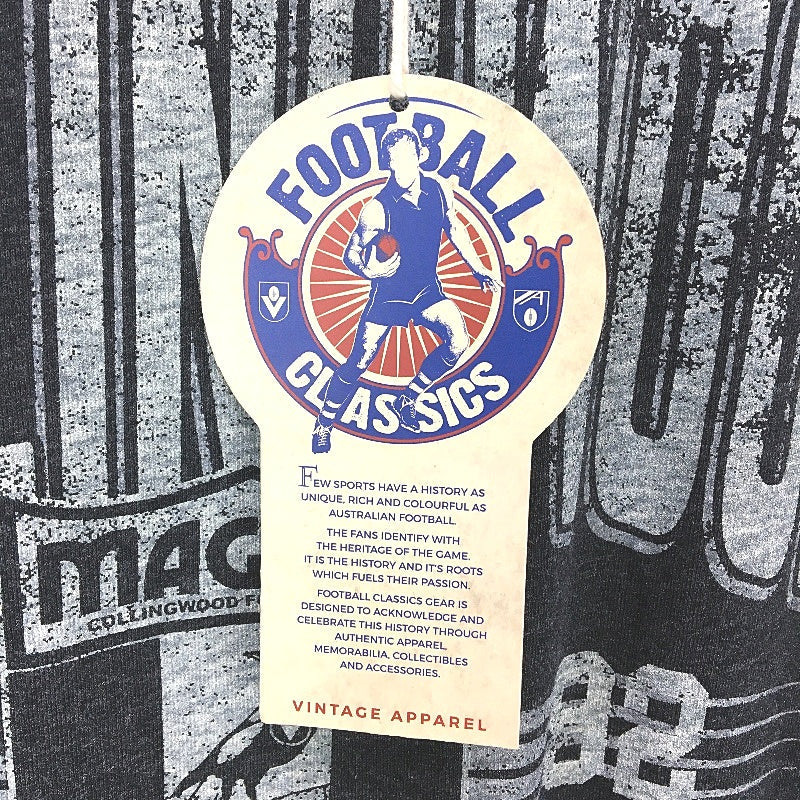 FOOTBALL
CLASSICS
FEW SPORTS HAVE A HISTORY AS
UNIQUE, RICH AND COLOURFUL AS
AUSTRALIAN FOOTBALL.
THE FANS IDENTIFY WITH
THE HERITAGE OF THE GAME.
IT IS THE HISTORY AND IT'S ROOTS
WHICH FUELS THEIR PASSION.
FOOTBALL CLASSICS GEAR IS
DESIGNED TO ACKNOWLEDGE AND
CELEBRATE THIS HISTORY THROUGH
AUTHENTIC APPAREL,
MEMORABILIA, COLLECTIBLES
AND ACCESSORIES.
VINTAGE APPAREL
MAG
COLLINGWOOD F